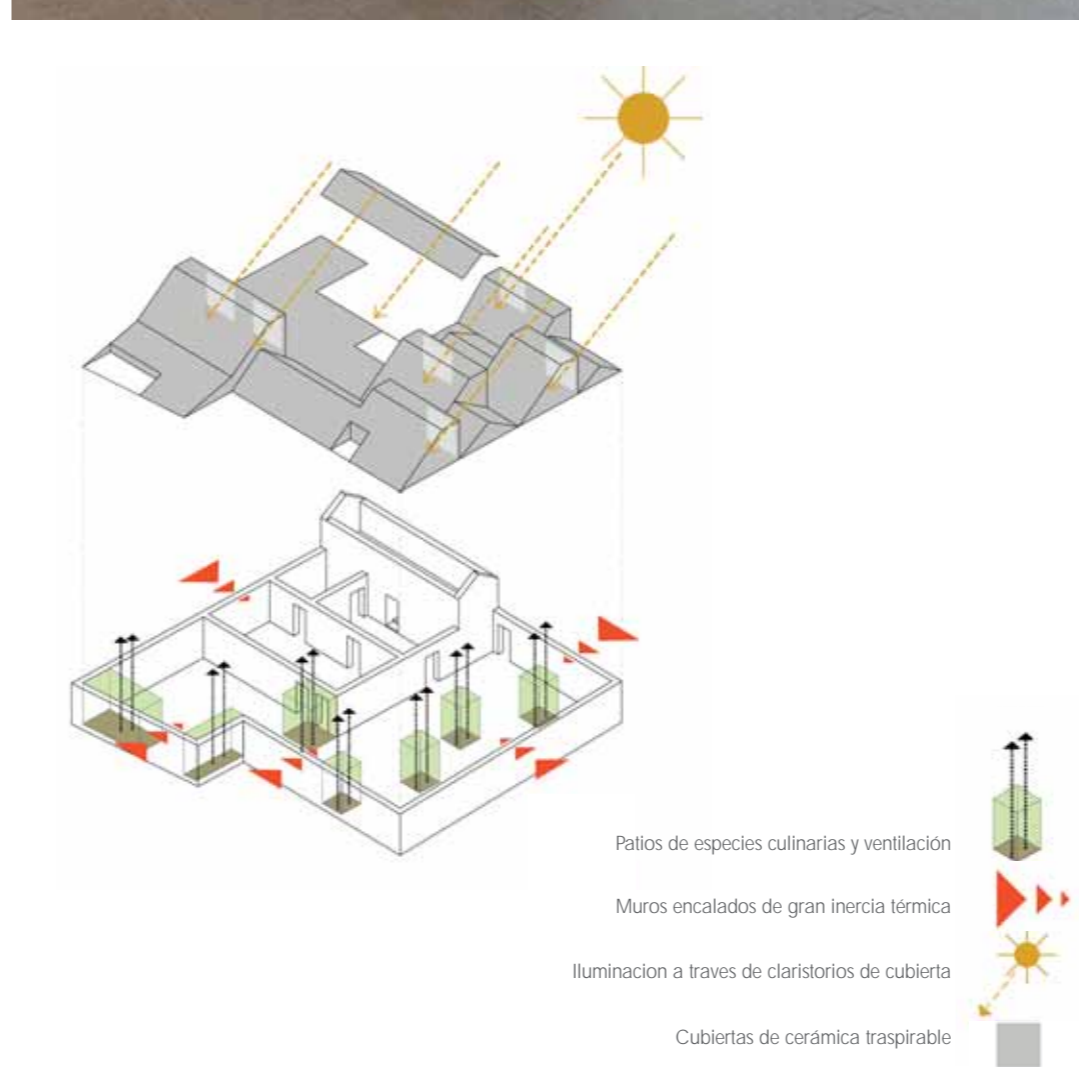 Patios de especies culinarias y ventilación
Muros encalados de gran inercia térmica
Iluminacion a traves de claristorios de cubierta
Cubiertas de cerámica traspirable